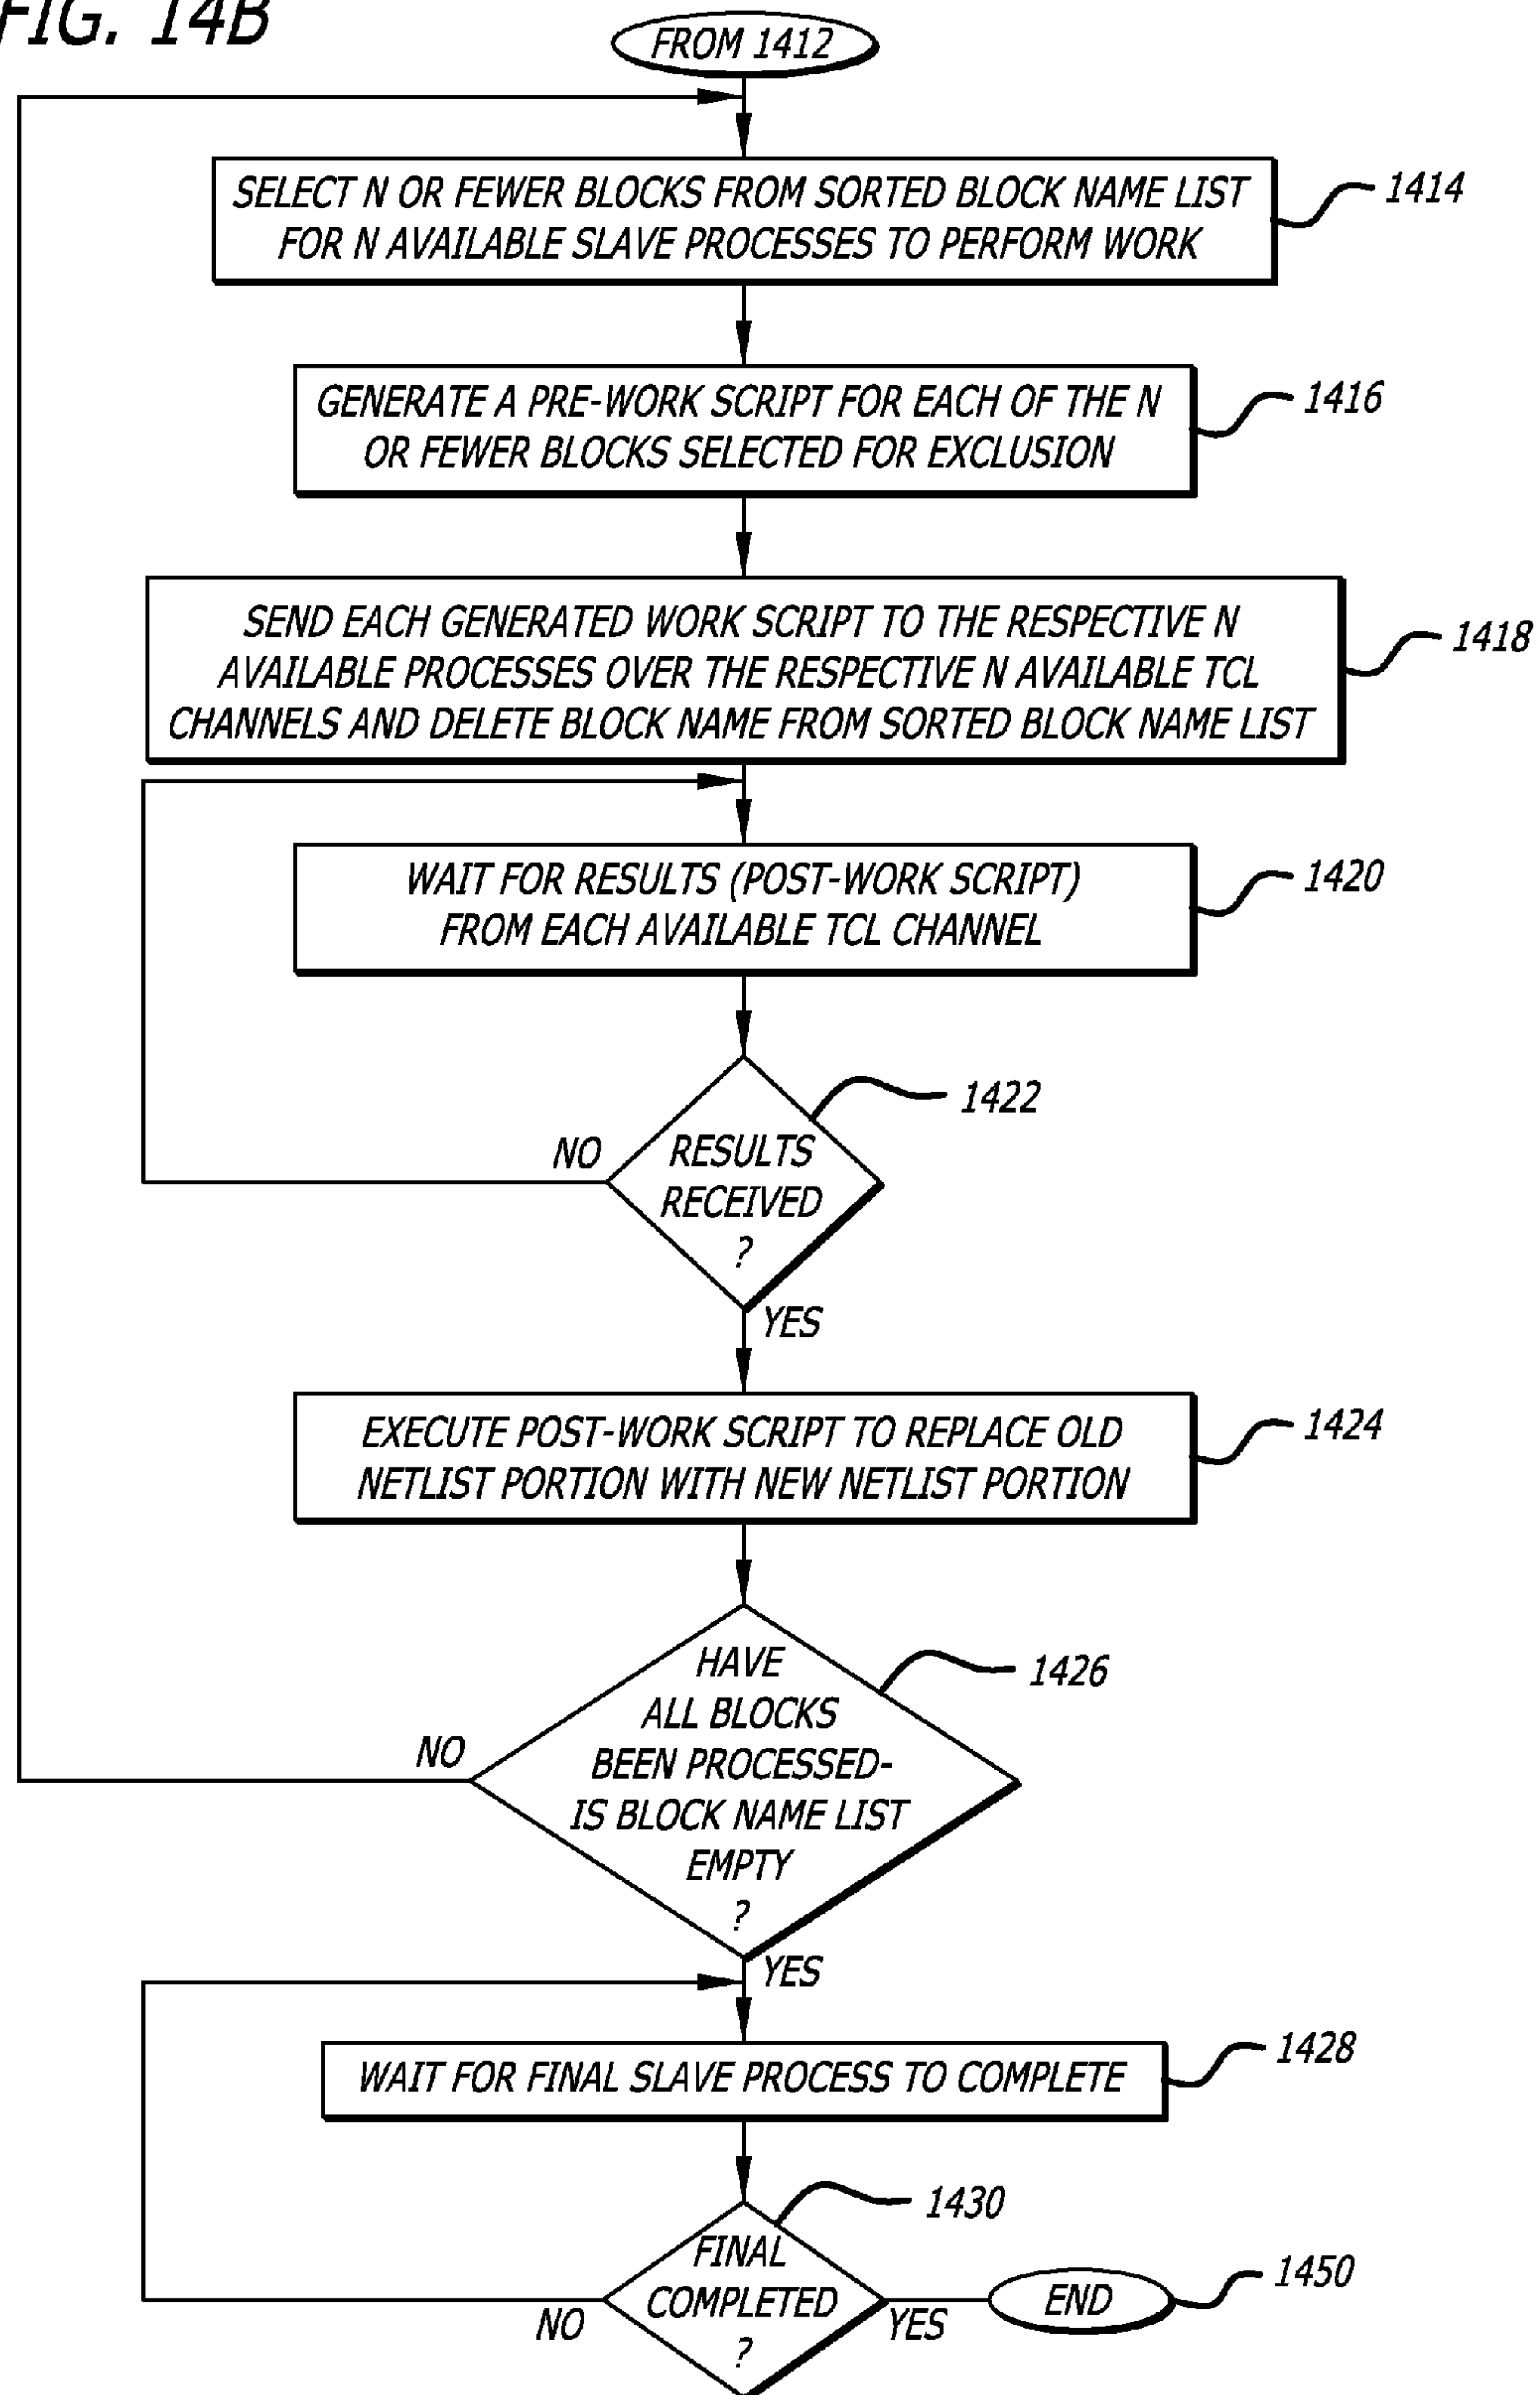 FIG. 14B
FROM 1412
SELECT N OR FEWER BLOCKS FROM SORTED BLOCK NAME LIST
FOR N AVAILABLE SLAVE PROCESSES TO PERFORM WORK
1414
GENERATE A PRE-WORK SCRIPT FOR EACH OF THE N
OR FEWER BLOCKS SELECTED FOR EXCLUSION
1416
SEND EACH GENERATED WORK SCRIPT TO THE RESPECTIVE N
AVAILABLE PROCESSES OVER THE RESPECTIVE N AVAILABLE TCL
CHANNELS AND DELETE BLOCK NAME FROM SORTED BLOCK NAME LIST
1418
WAIT FOR RESULTS (POST-WORK SCRIPT)
FROM EACH AVAILABLE TCL CHANNEL
1420
RESULTS
RECEIVED
?
1422
NO
YES
EXECUTE POST-WORK SCRIPT TO REPLACE OLD
NETLIST PORTION WITH NEW NETLIST PORTION
1424
HAVE
ALL BLOCKS
BEEN PROCESSED-
IS BLOCK NAME LIST
EMPTY
?
1426
NO
YES
WAIT FOR FINAL SLAVE PROCESS TO COMPLETE
1428
FINAL
COMPLETED
?
1430
NO
YES
END
1450